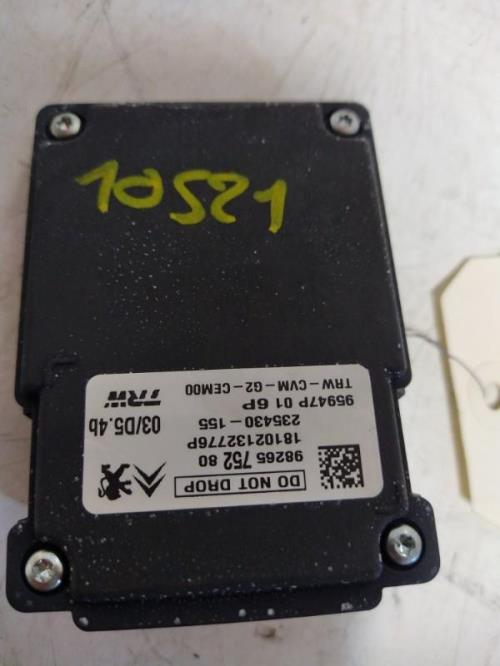 10521
DO NOT DROP
98265 752 80
18102132776P
235430-155
95947P 01 6P
TRW-CVM-G2-CEM00
03/D5.4b
TRW